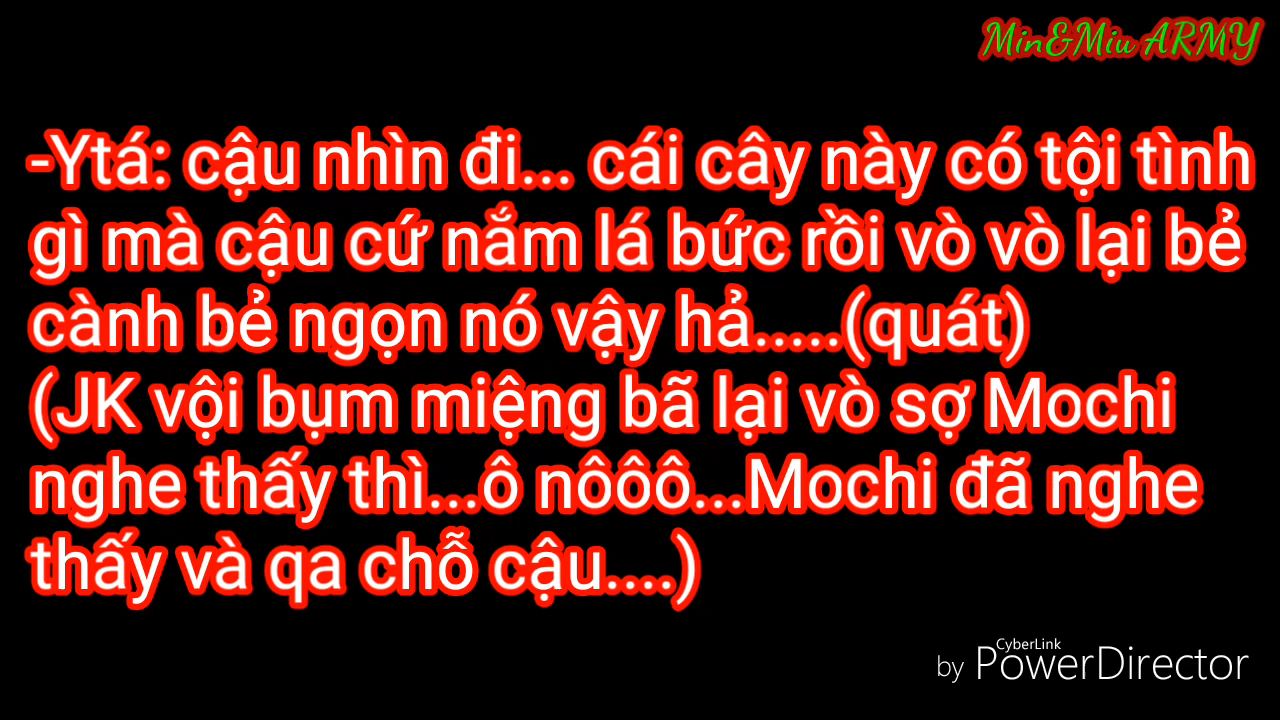 Min&Miu ARMY
-Ytá: cậu nhìn đi... cái cây này có tội tình
gì mà cậu cứ nắm lá bức rồi vò vò lại bẻ
cành bẻ ngọn nó vậy hả.....(quát)
(JK vội bụm miệng bã lại vò sợ Mochi
nghe thấy thì...ô nôôô...Mochi đã nghe
thấy và qa chỗ cậu....)
CyberLink
by PowerDirector